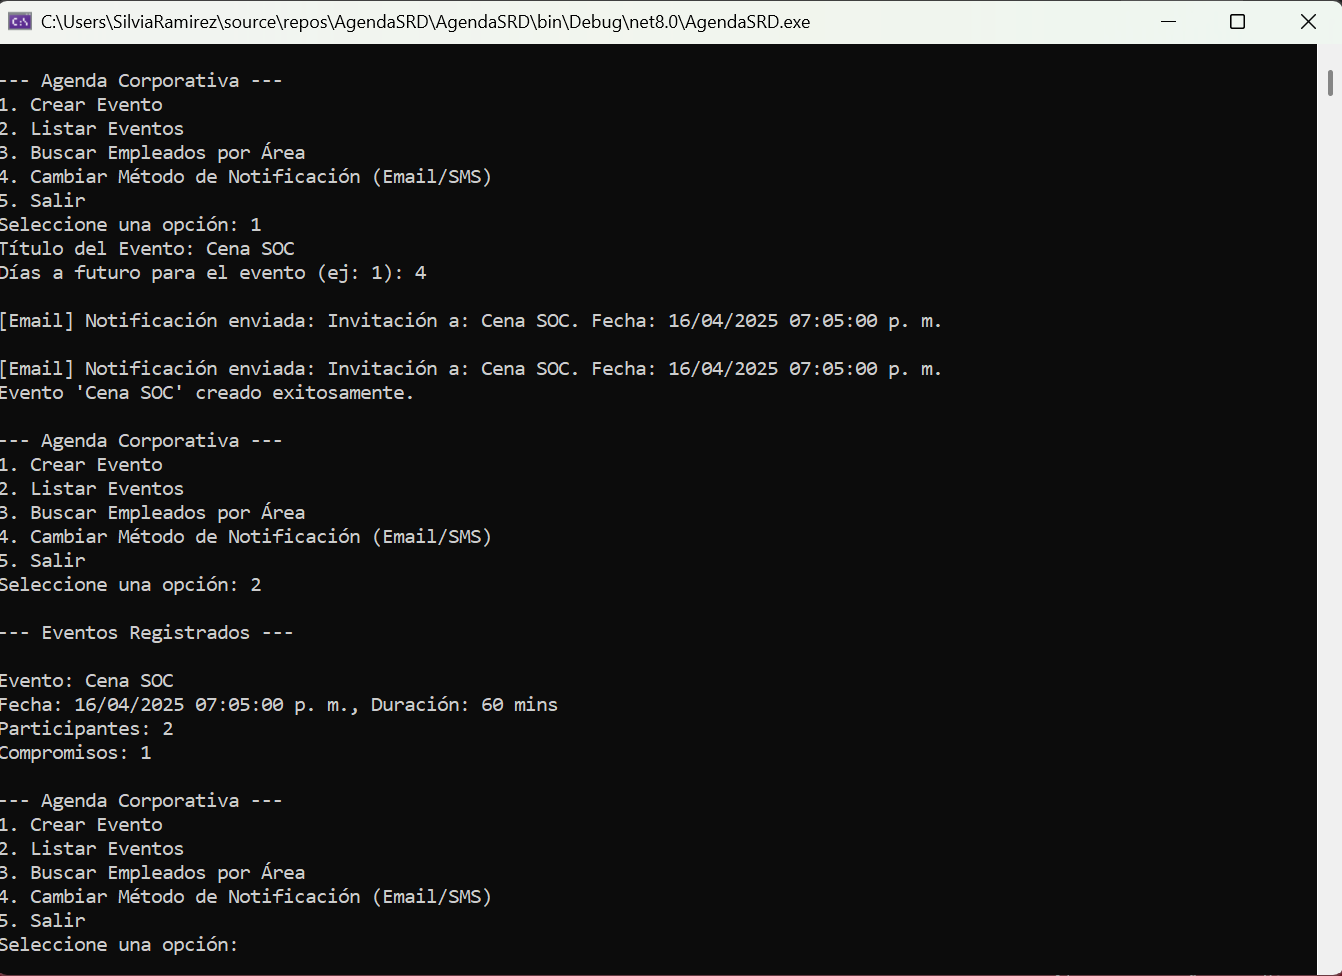 C:\Users\SilviaRamirez\source\repos\AgendaSRD\AgendaSRD\bin\Debug\net8.0\AgendaSRD.exe
--- Agenda Corporativa ---
1. Crear Evento
2. Listar Eventos
3. Buscar Empleados por Área
4. Cambiar Método de Notificación (Email/SMS)
5. Salir
Seleccione una opción: 1
Título del Evento: Cena SOC
Días a futuro para el evento (ej: 1): 4
[Email] Notificación enviada: Invitación a: Cena SOC. Fecha: 16/04/2025 07:05:00 p. m.
[Email] Notificación enviada: Invitación a: Cena SOC. Fecha: 16/04/2025 07:05:00 p. m.
Evento 'Cena SOC' creado exitosamente.
--- Agenda Corporativa ---
1. Crear Evento
2. Listar Eventos
3. Buscar Empleados por Área
4. Cambiar Método de Notificación (Email/SMS)
5. Salir
Seleccione una opción: 2
--- Eventos Registrados ---
Evento: Cena SOC
Fecha: 16/04/2025 07:05:00 p. m., Duración: 60 mins
Participantes: 2
Compromisos: 1
--- Agenda Corporativa ---
1. Crear Evento
2. Listar Eventos
3. Buscar Empleados por Área
4. Cambiar Método de Notificación (Email/SMS)
5. Salir
Seleccione una opción: